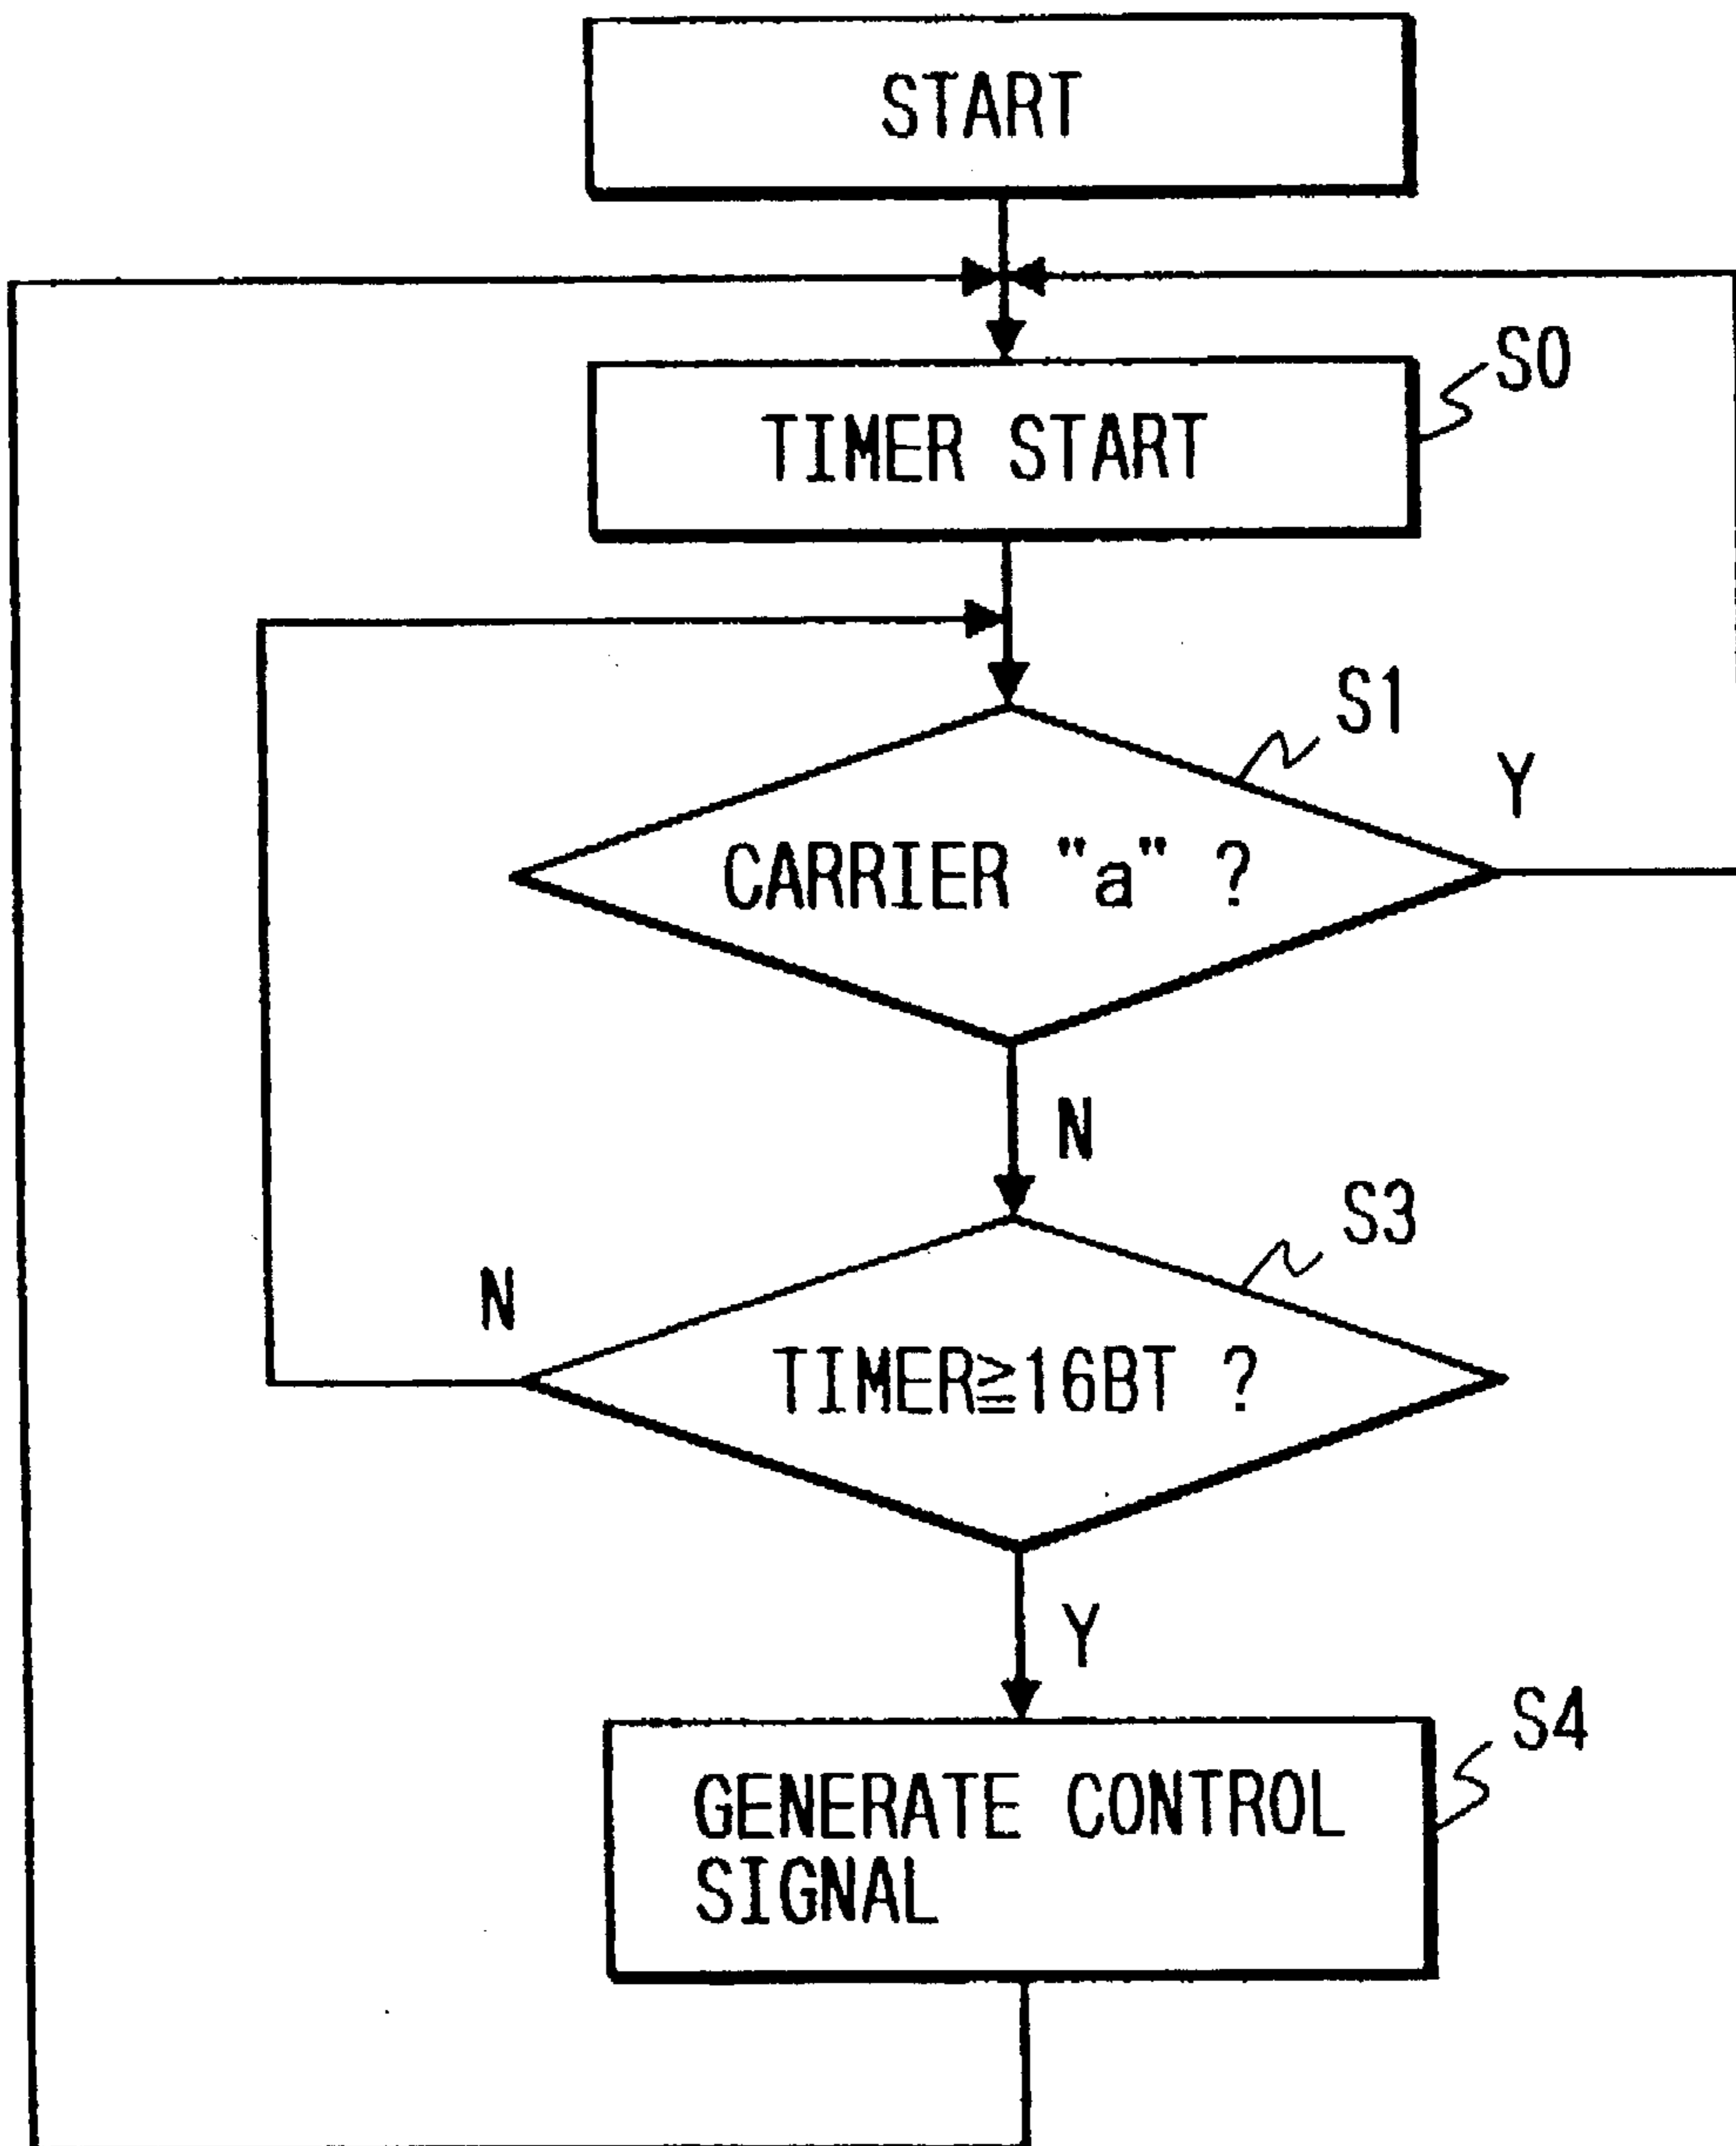 START
TIMER START
S0
S1
CARRIER "a" ?
Y
N
S3
N
TIMER≧16BT ?
Y
S4
GENERATE CONTROL
SIGNAL